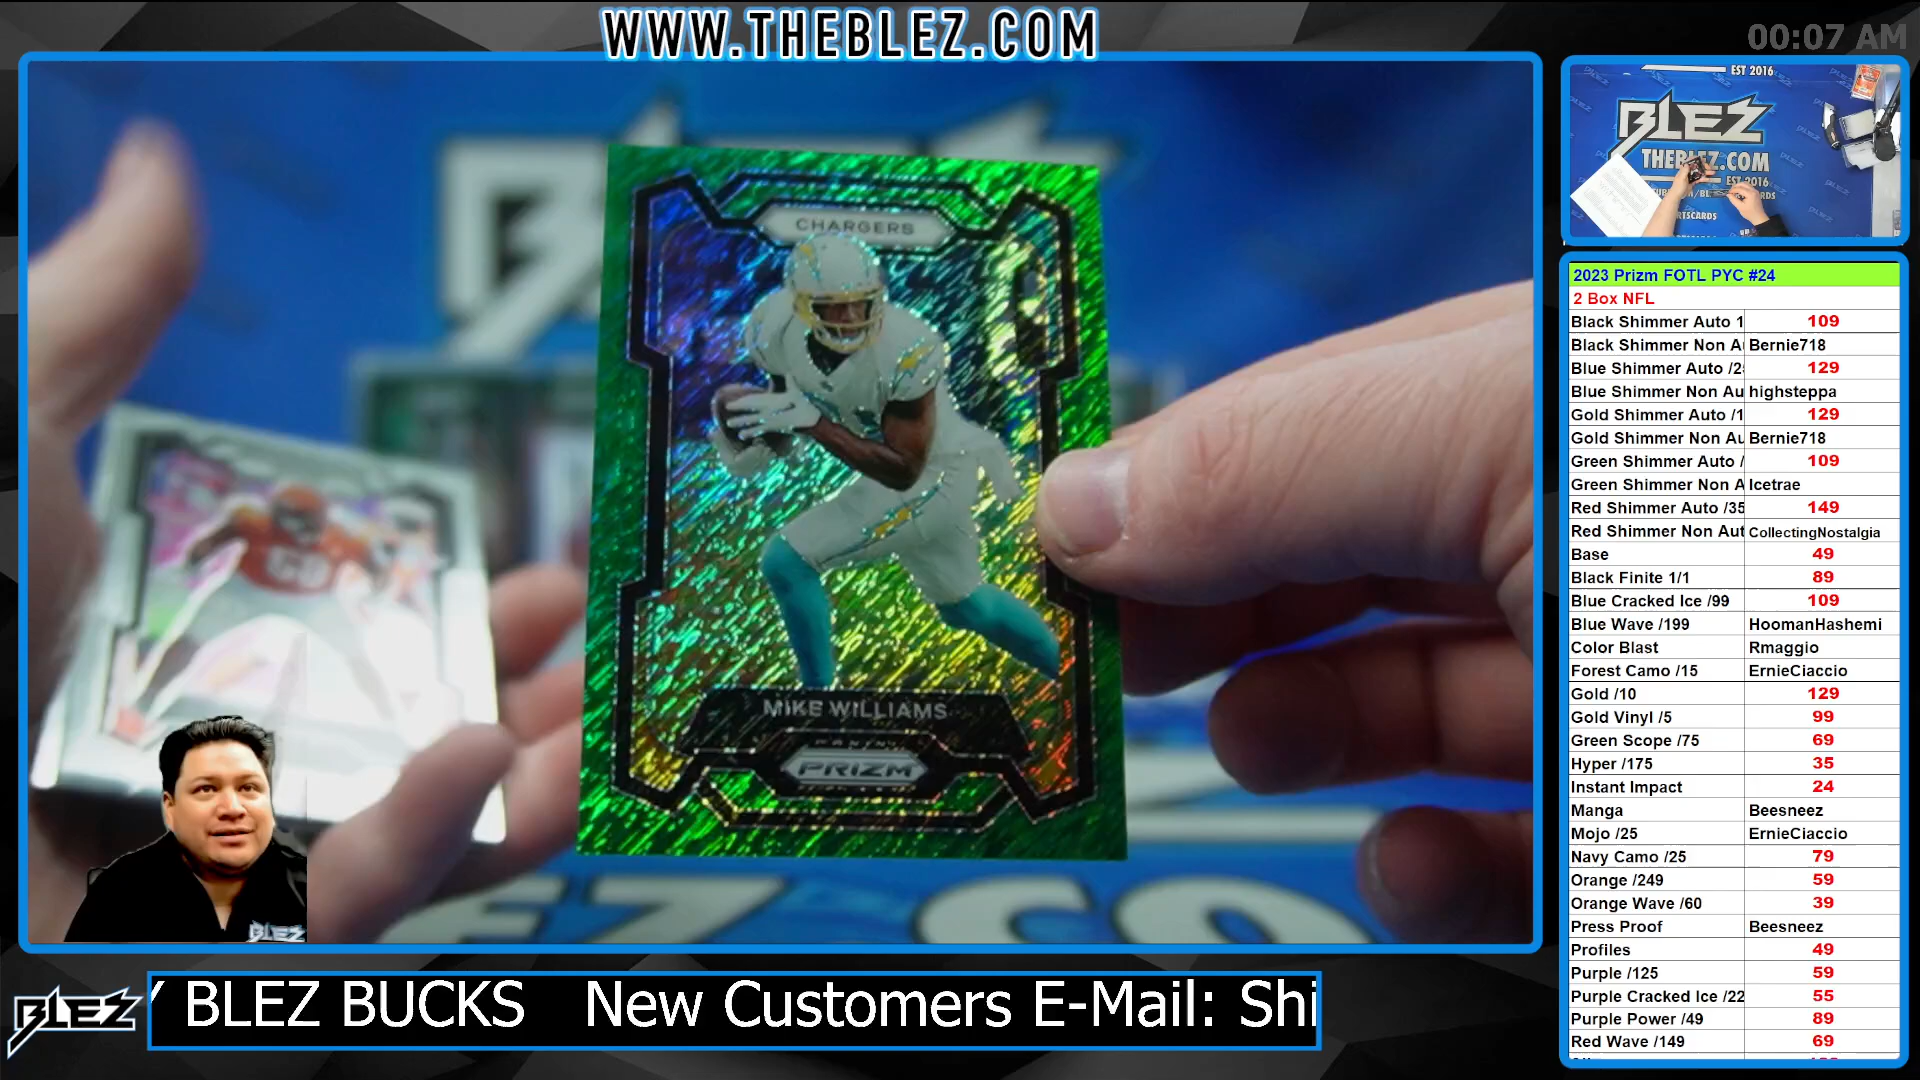 WWW.THEBLEZ.COM
00:07 AM
CHARGERS
MIKE WILLIAMS
PANINI
PRIZM
58
BLEZ
EST 2016
BLEZ
THEBLEZ.COM
EST 2016
2023 Prizm FOTL PYC #24
2 Box NFL
Black Shimmer Auto 1 109
Black Shimmer Non Au Bernie718
Blue Shimmer Auto /2 129
Blue Shimmer Non Au highsteppa
Gold Shimmer Auto /1 129
Gold Shimmer Non Au Bernie718
Green Shimmer Auto / 109
Green Shimmer Non A Icetrae
Red Shimmer Auto /35 149
Red Shimmer Non Aut CollectingNostalgia
Base 49
Black Finite 1/1 89
Blue Cracked Ice /99 109
Blue Wave /199 HoomanHashemi
Color Blast Rmaggio
Forest Camo /15 ErnieCiaccio
Gold /10 129
Gold Vinyl /5 99
Green Scope /75 69
Hyper /175 35
Instant Impact 24
Manga Beesneez
Mojo /25 ErnieCiaccio
Navy Camo /25 79
Orange /249 59
Orange Wave /60 39
Press Proof Beesneez
Profiles 49
Purple /125 59
Purple Cracked Ice /22 55
Purple Power /49 89
Red Wave /149 69
BLEZ
BLEZ
Y BLEZ BUCKS New Customers E-Mail: Shi